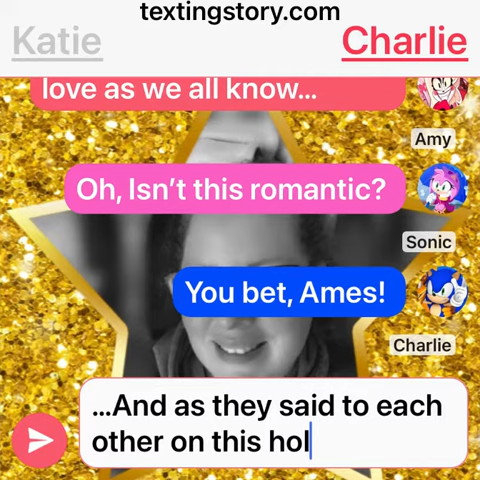 textingstory.com
Katie
Charlie
love as we all know...
Amy
Oh, Isn't this romantic?
Sonic
You bet, Ames!
Charlie
...And as they said to each
other on this hol